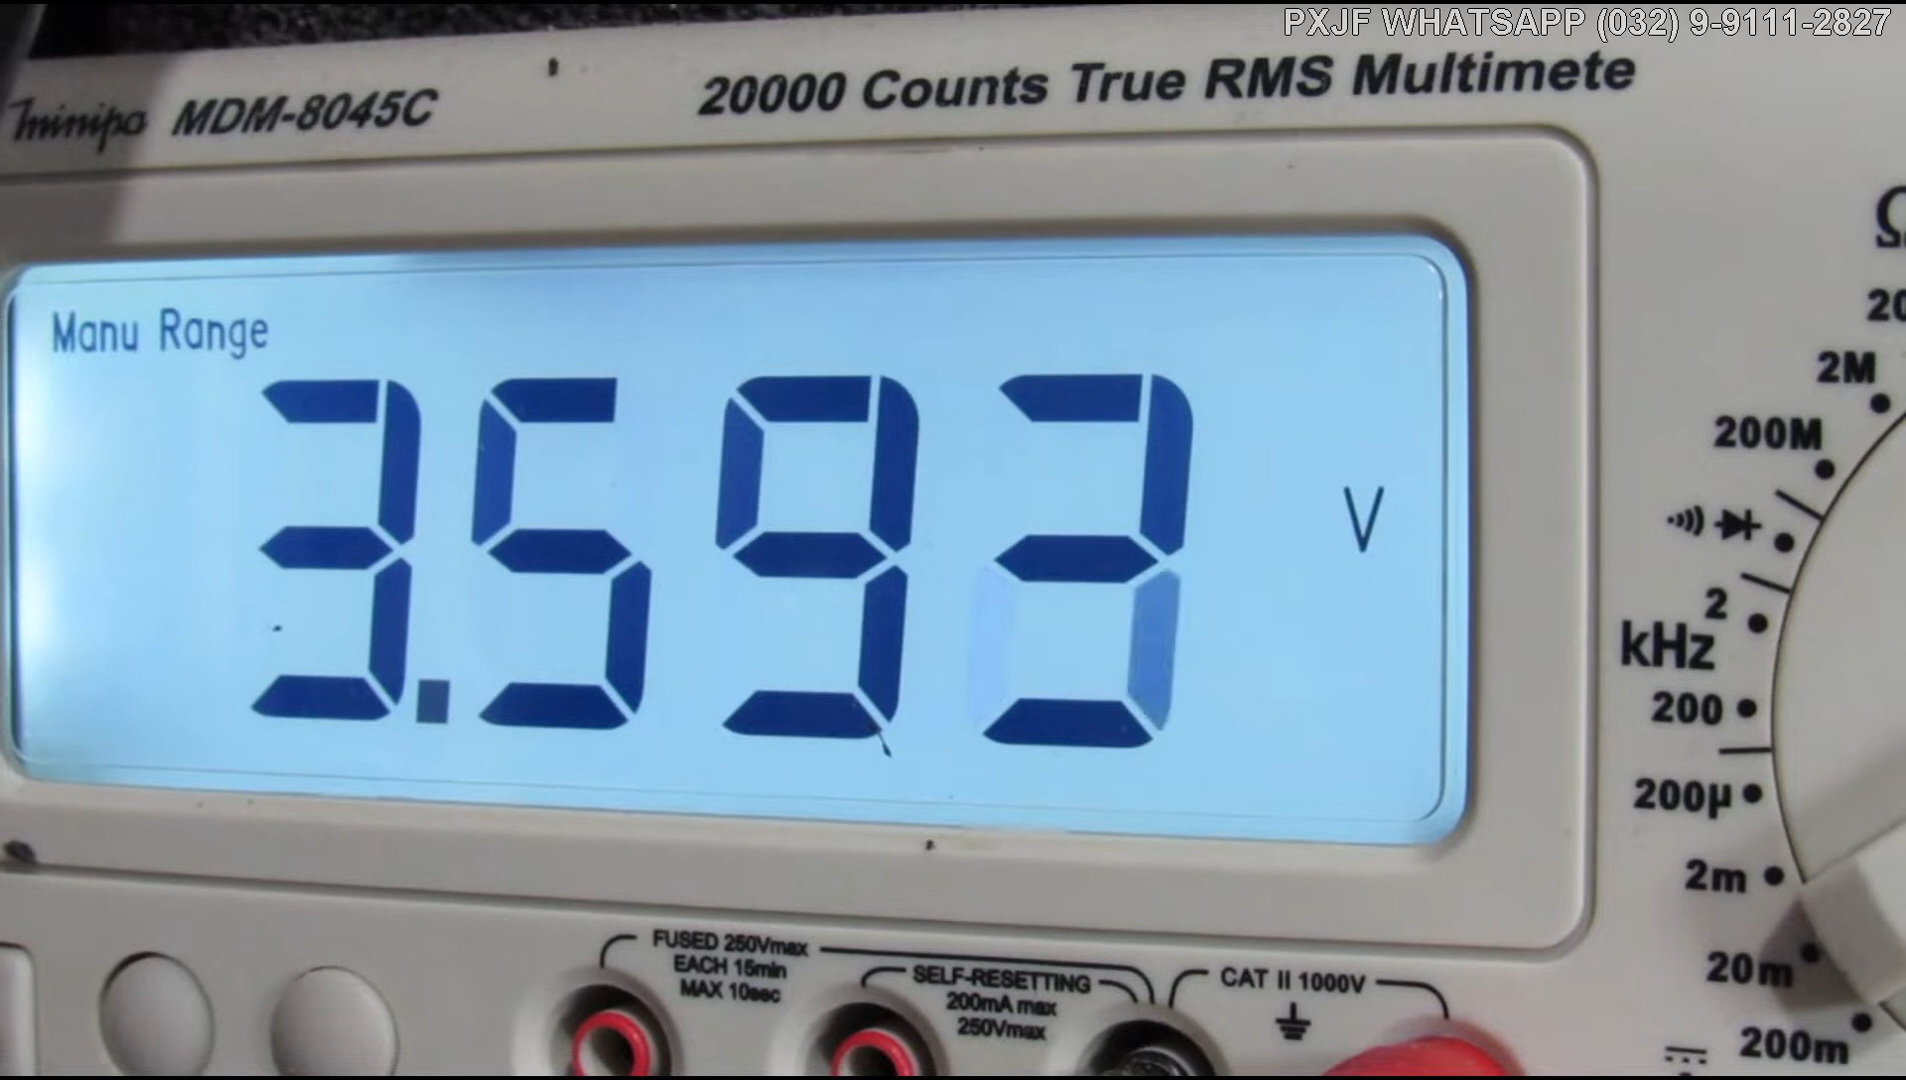 PXJF WHATSAPP (032) 9-9111-2827
minipa MDM-8045C
20000 Counts True RMS Multimete
Manu Range
3.593 V
Ω
20
2M
200M
2
kHz
200
200µ
2m
20m
200m
FUSED 250Vmax
EACH 15min
MAX 10sec
SELF-RESETTING
200mA max
250Vmax
CAT II 1000V